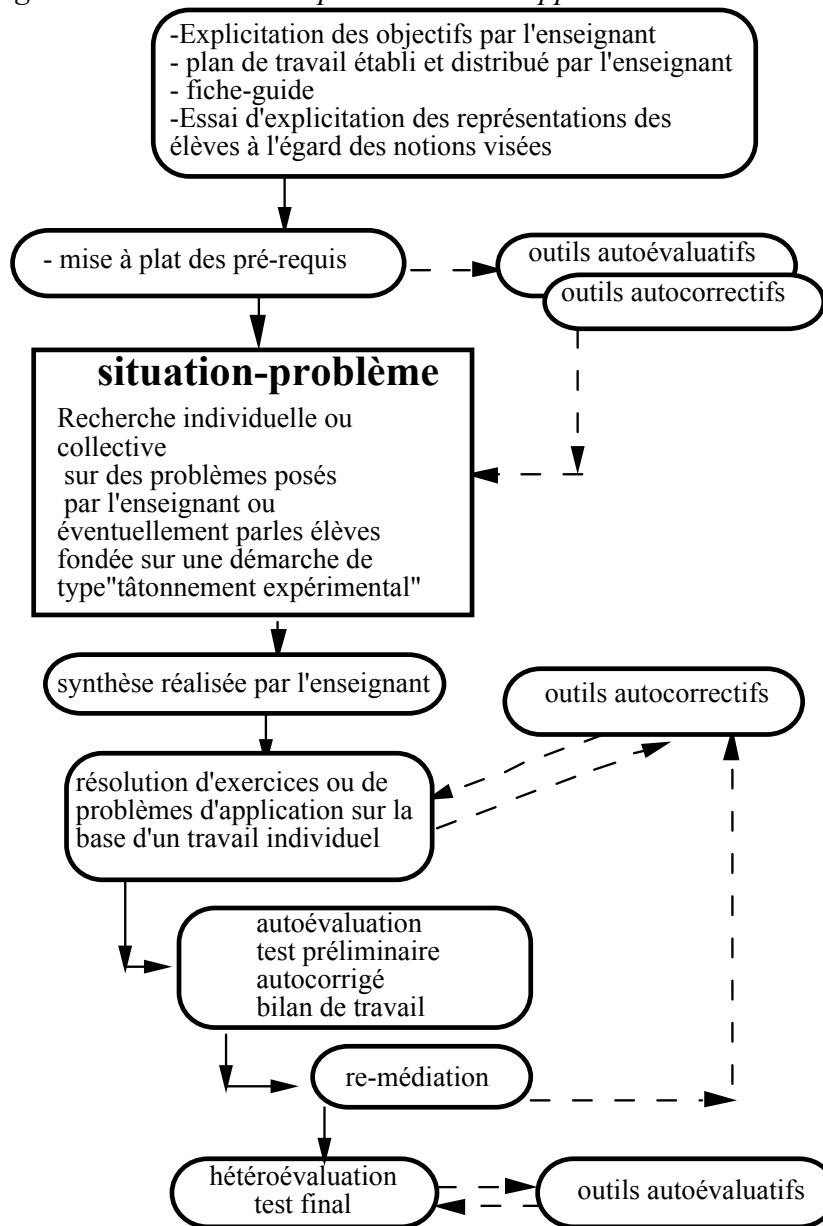 -Explicitation des objectifs par l'enseignant
- plan de travail établi et distribué par l'enseignant
- fiche-guide
-Essai d'explicitation des représentations des
élèves à l'égard des notions visées
- mise à plat des pré-requis
outils autoévaluatifs
outils autocorrectifs
situation-problème
Recherche individuelle ou
collective
sur des problèmes posés
par l'enseignant ou
éventuellement parles élèves
fondée sur une démarche de
type"tâtonnement expérimental"
synthèse réalisée par l'enseignant
outils autocorrectifs
résolution d'exercices ou de
problèmes d'application sur la
base d'un travail individuel
autoévaluation
test préliminaire
autocorrigé
bilan de travail
re-médiation
hétéroévaluation
test final
outils autoévaluatifs